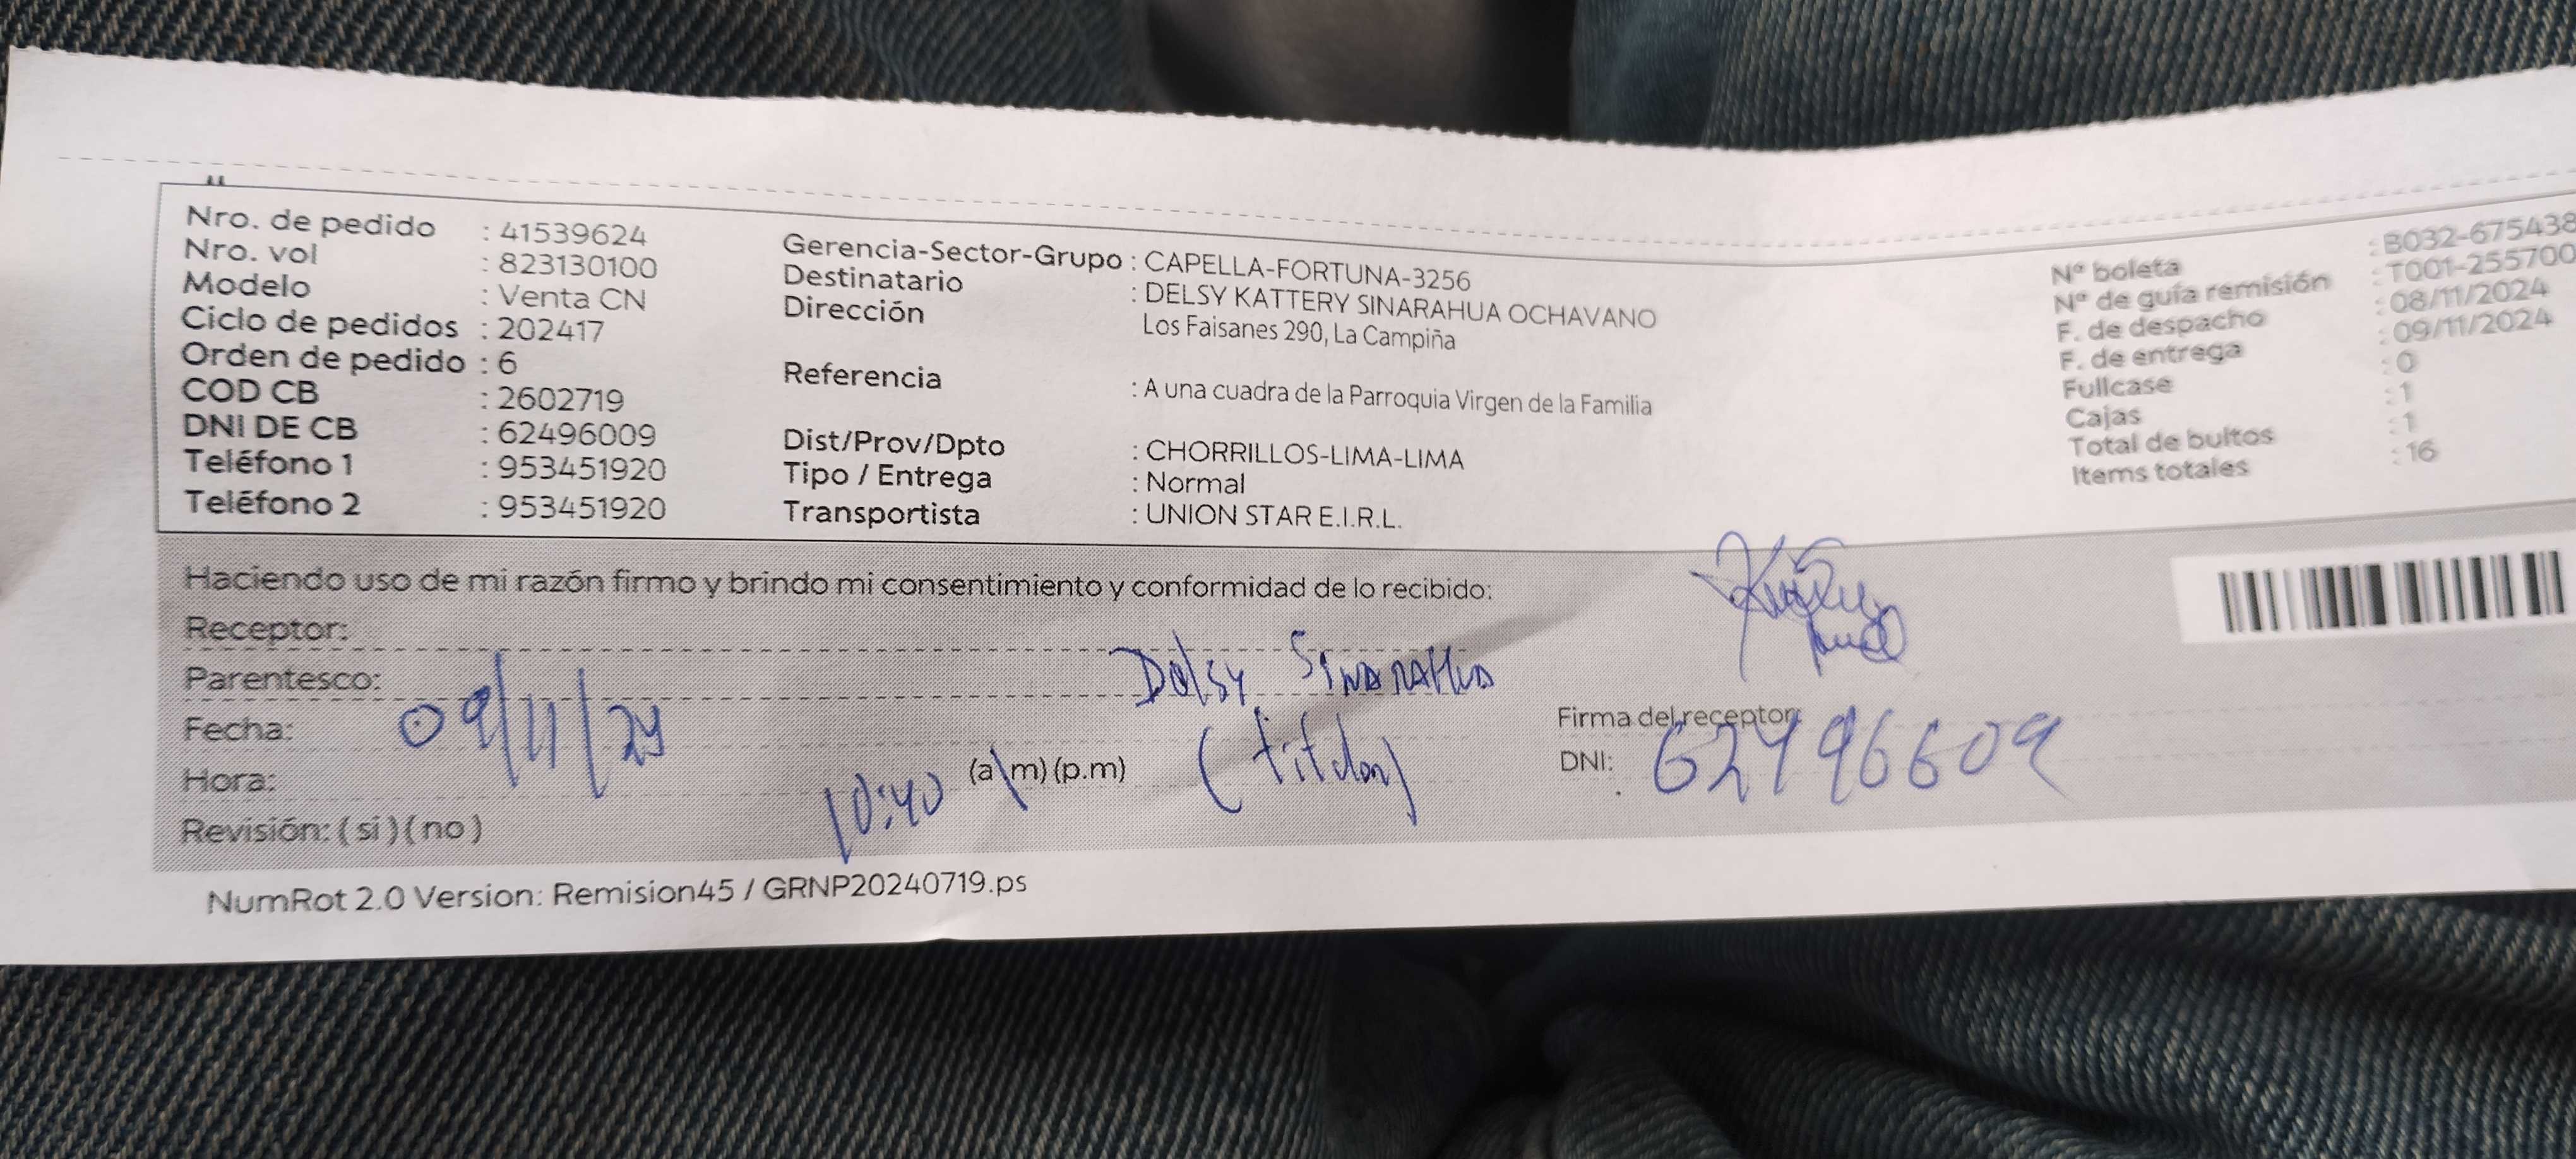 Nro. de pedido : 41539624
Nro. vol : 823130100
Modelo : Venta CN
Ciclo de pedidos : 202417
Orden de pedido : 6
COD CB : 2602719
DNI DE CB : 62496009
Teléfono 1 : 953451920
Teléfono 2 : 953451920
Gerencia-Sector-Grupo : CAPELLA-FORTUNA-3256
Destinatario : DELSY KATTERY SINARAHUA OCHAVANO
Dirección Los Faisanes 290, La Campiña
Referencia : A una cuadra de la Parroquia Virgen de la Familia
Dist/Prov/Dpto : CHORRILLOS-LIMA-LIMA
Tipo / Entrega : Normal
Transportista : UNION STAR E.I.R.L.
Nº boleta : B032-675438
Nº de guía remisión : T001-255700
F. de despacho : 08/11/2024
F. de entrega : 09/11/2024
Fullcase : 0
Cajas : 1
Total de bultos : 1
Items totales : 16
Haciendo uso de mi razón firmo y brindo mi consentimiento y conformidad de lo recibido:
Receptor:
Parentesco: Delsy SINARAHUA
Fecha: 09/11/24 (titular)
Hora: 10:40 (a.m) (p.m)
Revisión: ( si ) ( no )
Firma del receptor:
DNI: 62496609
NumRot 2.0 Version: Remision45 / GRNP20240719.ps